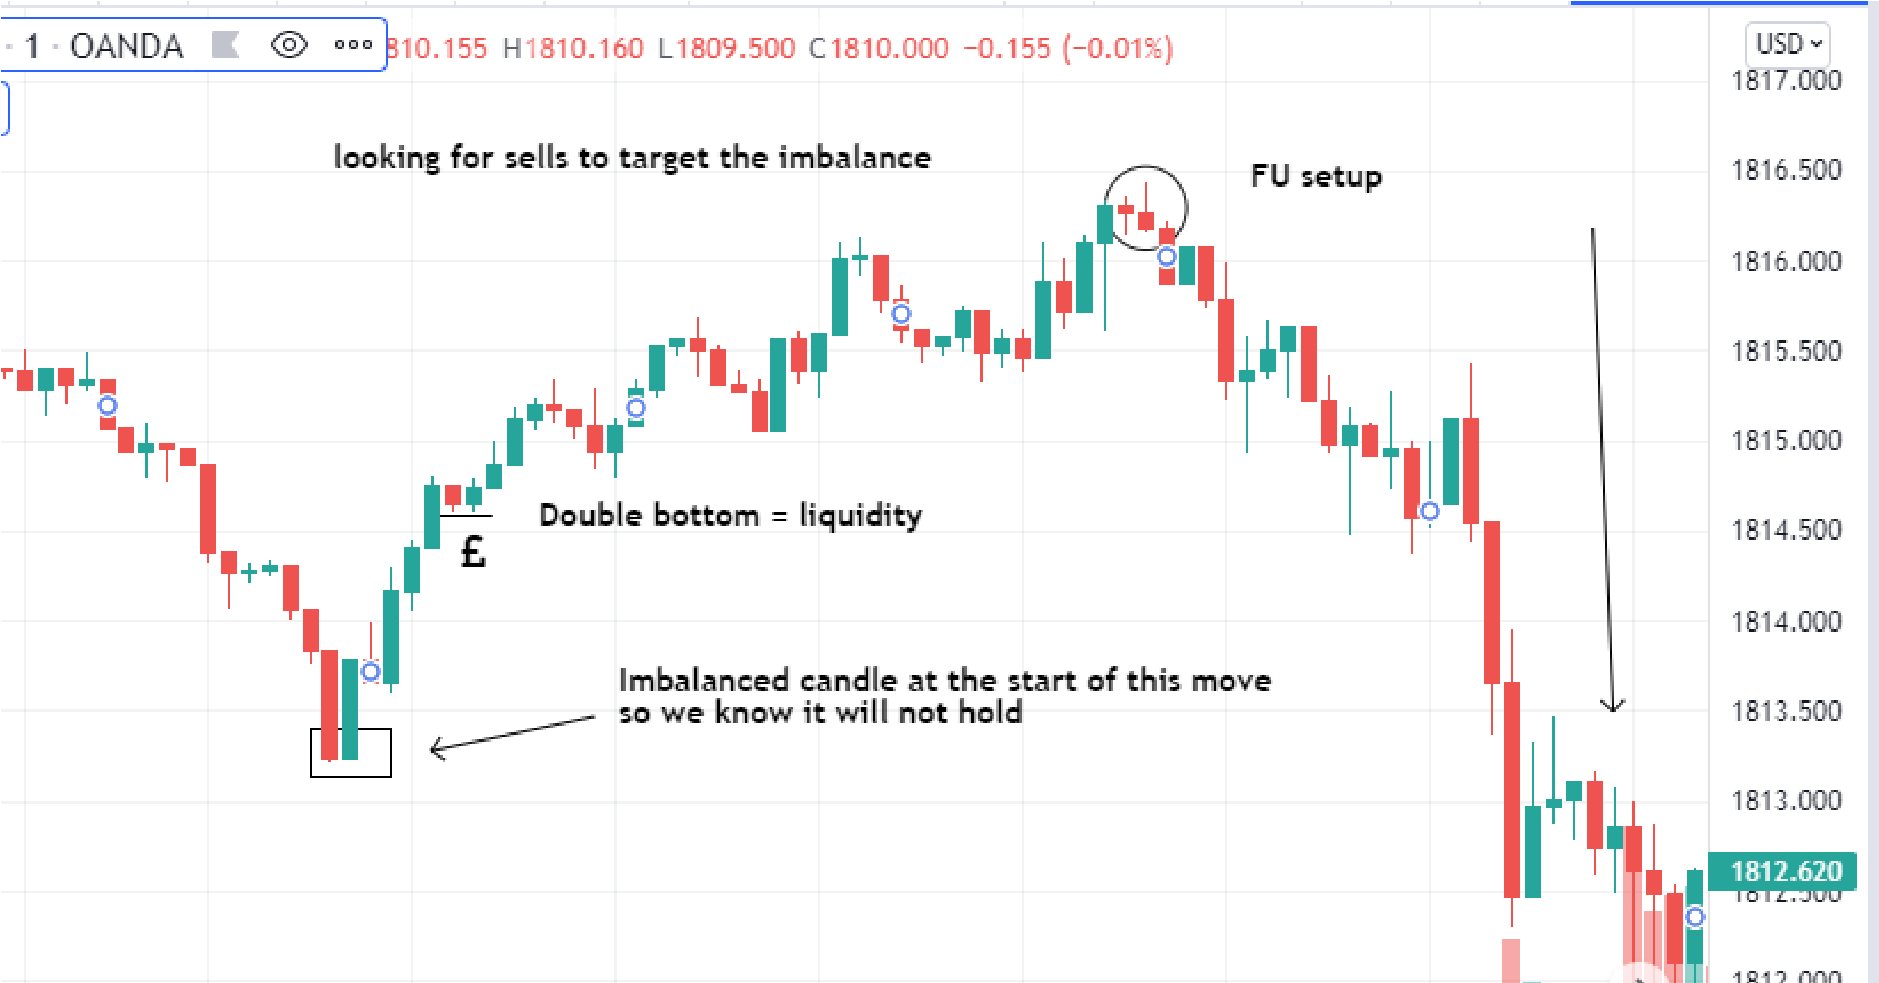 · 1 · OANDA
810.155 H1810.160 L1809.500 C1810.000 −0.155 (−0.01%)
USD
1817.000
looking for sells to target the imbalance
FU setup
1816.500
1816.000
1815.500
1815.000
Double bottom = liquidity
£
1814.500
1814.000
Imbalanced candle at the start of this move
so we know it will not hold
1813.500
1813.000
1812.620
1812.500
1812.000